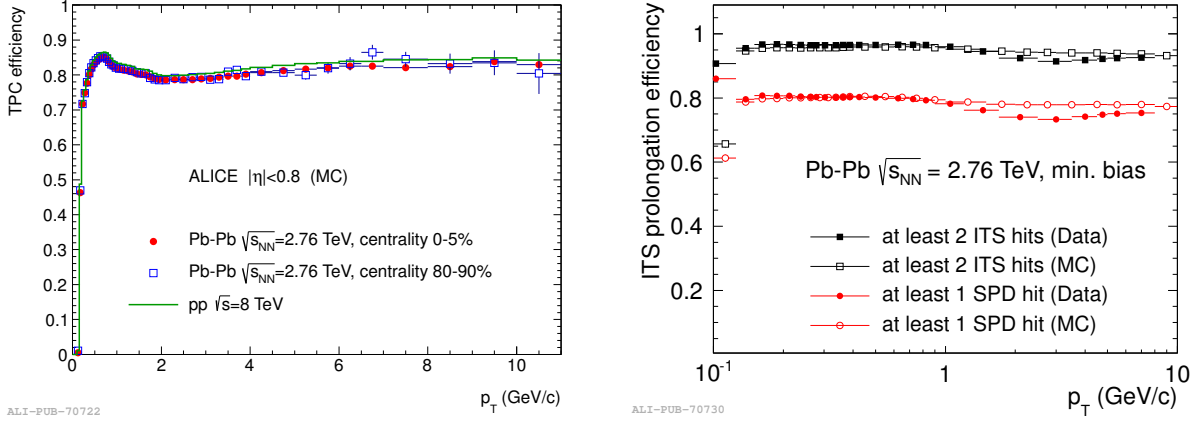 TPC efficiency
1
0.9
0.8
0.7
0.6
0.5
0.4
0.3
0.2
0.1
0
ALICE |η|<0.8 (MC)
Pb-Pb √sNN=2.76 TeV, centrality 0-5%
Pb-Pb √sNN=2.76 TeV, centrality 80-90%
pp √s=8 TeV
0 2 4 6 8 10
pT (GeV/c)
ALI-PUB-70722
ITS prolongation efficiency
1
0.8
0.6
0.4
0.2
Pb-Pb √sNN = 2.76 TeV, min. bias
at least 2 ITS hits (Data)
at least 2 ITS hits (MC)
at least 1 SPD hit (Data)
at least 1 SPD hit (MC)
10⁻¹ 1 10
pT (GeV/c)
ALI-PUB-70730